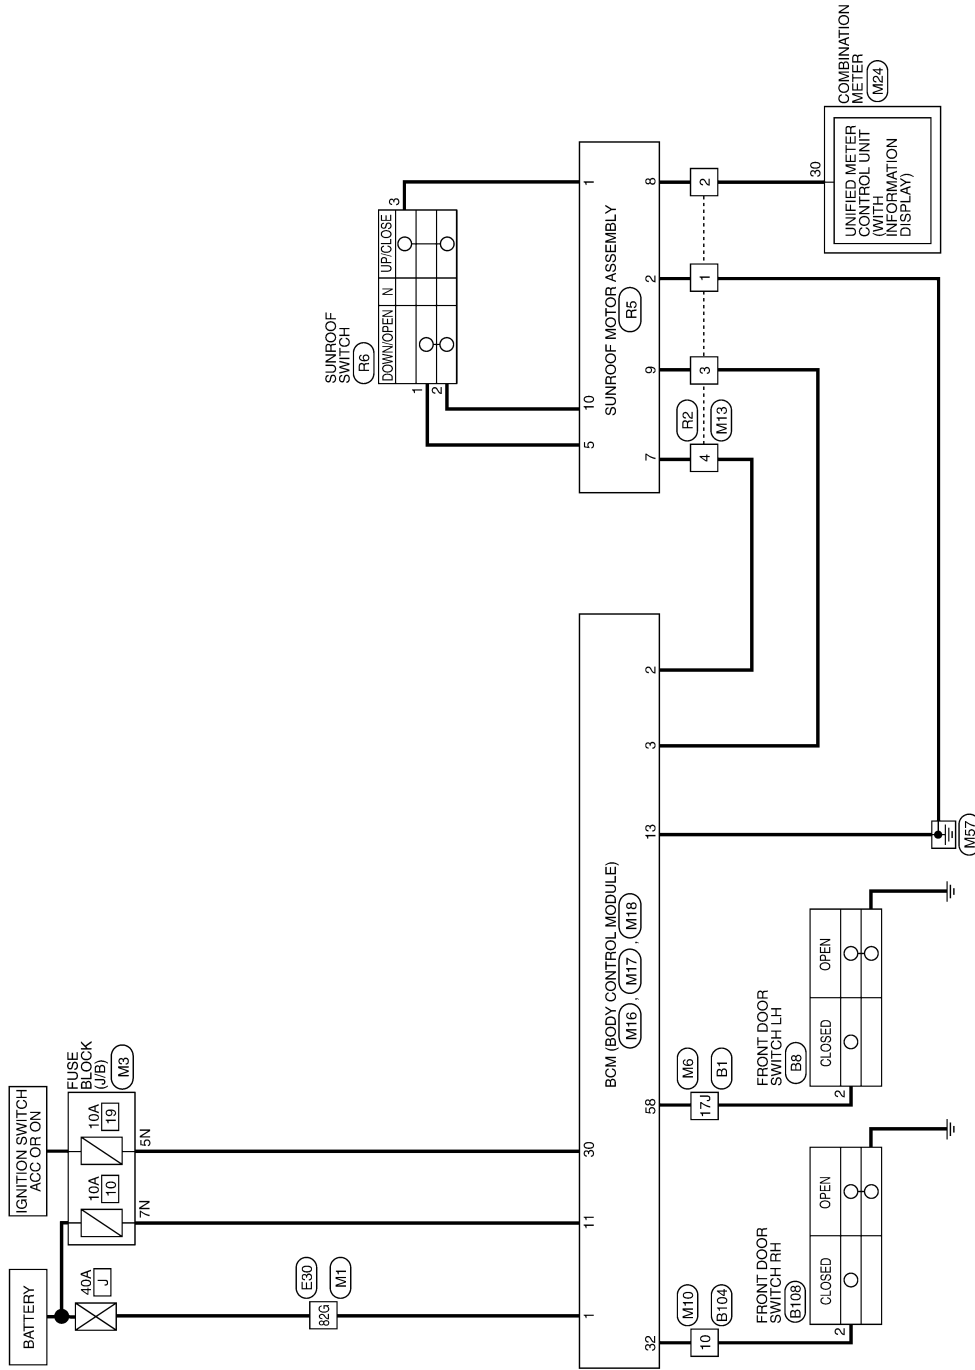 BATTERY
IGNITION SWITCH
ACC OR ON
FUSE
BLOCK
(J/B)
M3
40A
J
10A
10
10A
19
7N
5N
82G
E30
M1
1
11
30
BCM (BODY CONTROL MODULE)
M16 , M17 , M18
32
58
13
3
2
10
M10
B104
17J
M6
B1
FRONT DOOR
SWITCH RH
B108
2
CLOSED
OPEN
FRONT DOOR
SWITCH LH
B8
2
CLOSED
OPEN
M57
SUNROOF
SWITCH
R6
DOWN/OPEN
N
UP/CLOSE
1
2
3
5
10
1
SUNROOF MOTOR ASSEMBLY
R5
7
9
2
8
R2
M13
4
3
1
2
30
UNIFIED METER
CONTROL UNIT
(WITH
INFORMATION
DISPLAY)
COMBINATION
METER
M24